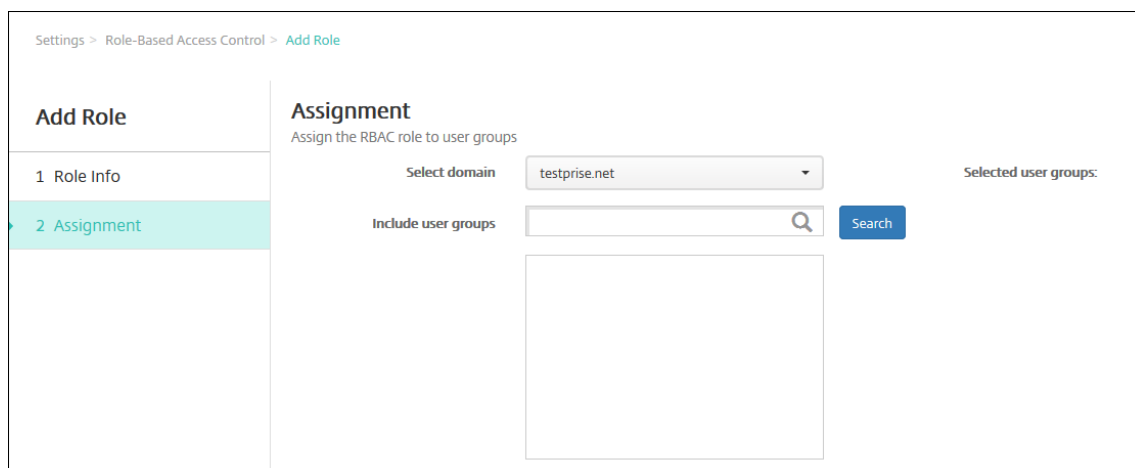 Settings > Role-Based Access Control > Add Role
Add Role
1 Role Info
2 Assignment
Assignment
Assign the RBAC role to user groups
Select domain
testprise.net
Selected user groups:
Include user groups
Search